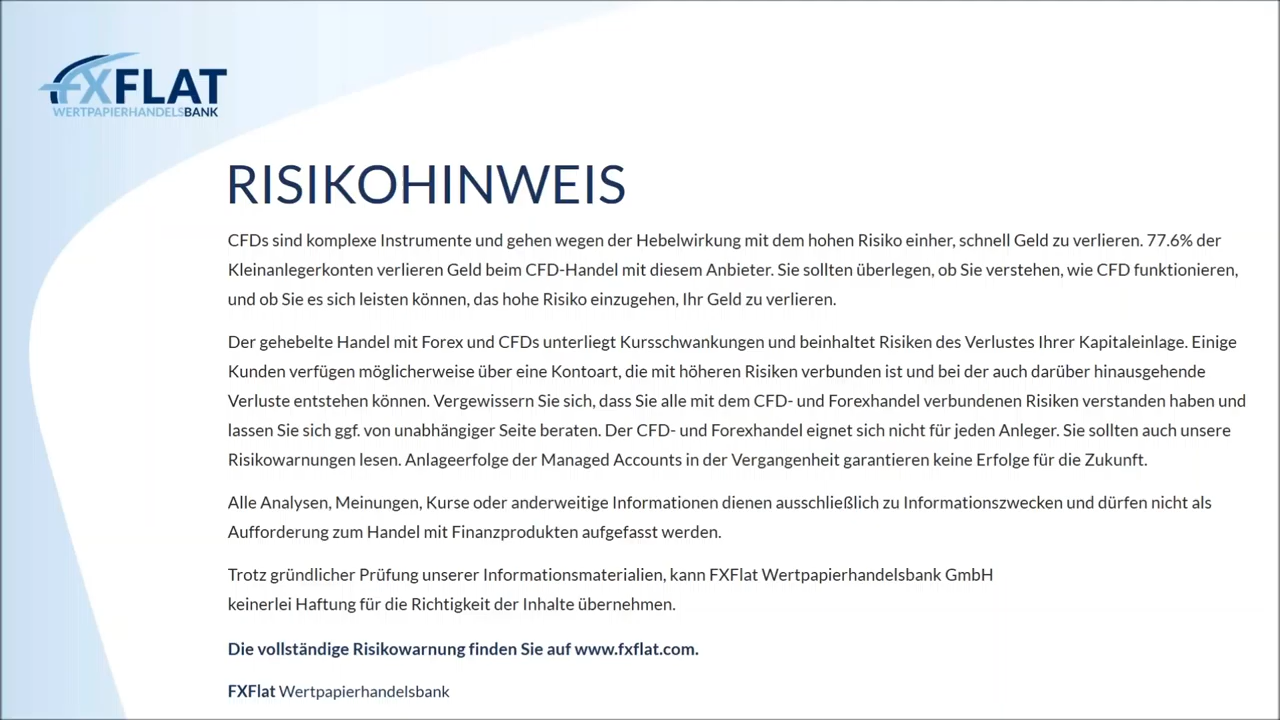 FXFLAT
WERTPAPIERHANDELSBANK
RISIKOHINWEIS
CFDs sind komplexe Instrumente und gehen wegen der Hebelwirkung mit dem hohen Risiko einher, schnell Geld zu verlieren. 77.6% der
Kleinanlegerkonten verlieren Geld beim CFD-Handel mit diesem Anbieter. Sie sollten überlegen, ob Sie verstehen, wie CFD funktionieren,
und ob Sie es sich leisten können, das hohe Risiko einzugehen, Ihr Geld zu verlieren.
Der gehebelte Handel mit Forex und CFDs unterliegt Kursschwankungen und beinhaltet Risiken des Verlustes Ihrer Kapitaleinlage. Einige
Kunden verfügen möglicherweise über eine Kontoart, die mit höheren Risiken verbunden ist und bei der auch darüber hinausgehende
Verluste entstehen können. Vergewissern Sie sich, dass Sie alle mit dem CFD- und Forexhandel verbundenen Risiken verstanden haben und
lassen Sie sich ggf. von unabhängiger Seite beraten. Der CFD- und Forexhandel eignet sich nicht für jeden Anleger. Sie sollten auch unsere
Risikowarnungen lesen. Anlageerfolge der Managed Accounts in der Vergangenheit garantieren keine Erfolge für die Zukunft.
Alle Analysen, Meinungen, Kurse oder anderweitige Informationen dienen ausschließlich zu Informationszwecken und dürfen nicht als
Aufforderung zum Handel mit Finanzprodukten aufgefasst werden.
Trotz gründlicher Prüfung unserer Informationsmaterialien, kann FXFlat Wertpapierhandelsbank GmbH
keinerlei Haftung für die Richtigkeit der Inhalte übernehmen.
Die vollständige Risikowarnung finden Sie auf www.fxflat.com.
FXFlat Wertpapierhandelsbank